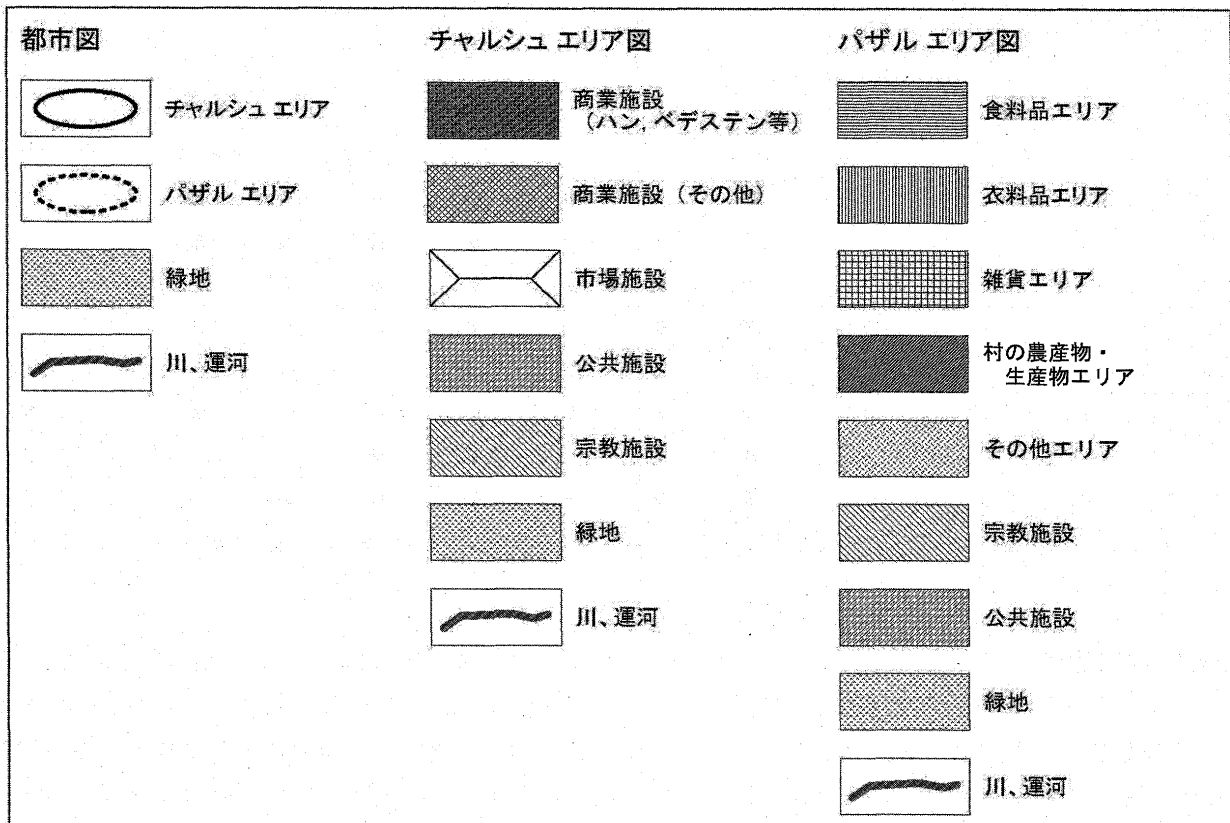 都市図
チャルシュ エリア
パザル エリア
緑地
川、運河
チャルシュ エリア図
商業施設
（ハン, ベデステン等）
商業施設（その他）
市場施設
公共施設
宗教施設
緑地
川、運河
パザル エリア図
食料品エリア
衣料品エリア
雑貨エリア
村の農産物・
生産物エリア
その他エリア
宗教施設
公共施設
緑地
川、運河